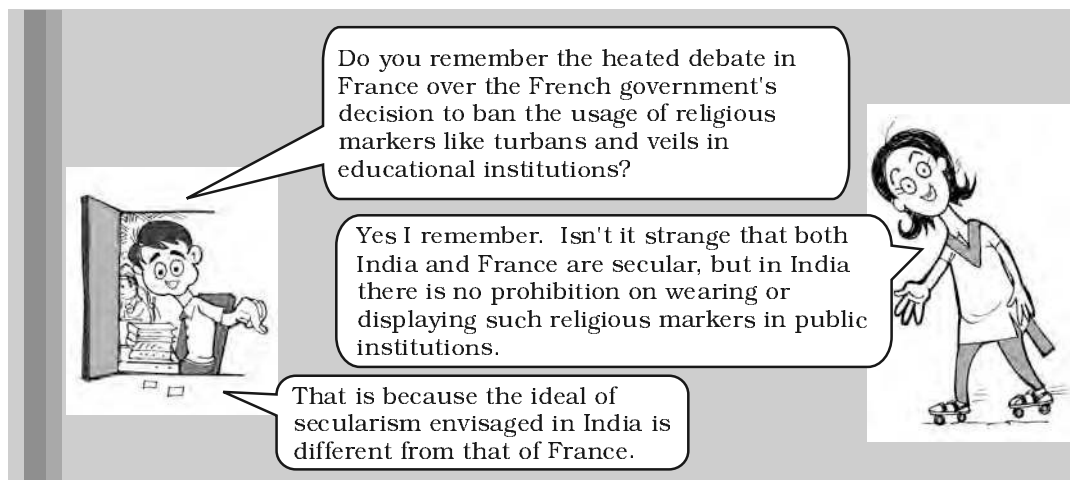 Do you remember the heated debate in
France over the French government's
decision to ban the usage of religious
markers like turbans and veils in
educational institutions?
Yes I remember.  Isn't it strange that both
India and France are secular, but in India
there is no prohibition on wearing or
displaying such religious markers in public
institutions.
That is because the ideal of
secularism envisaged in India is
different from that of France.